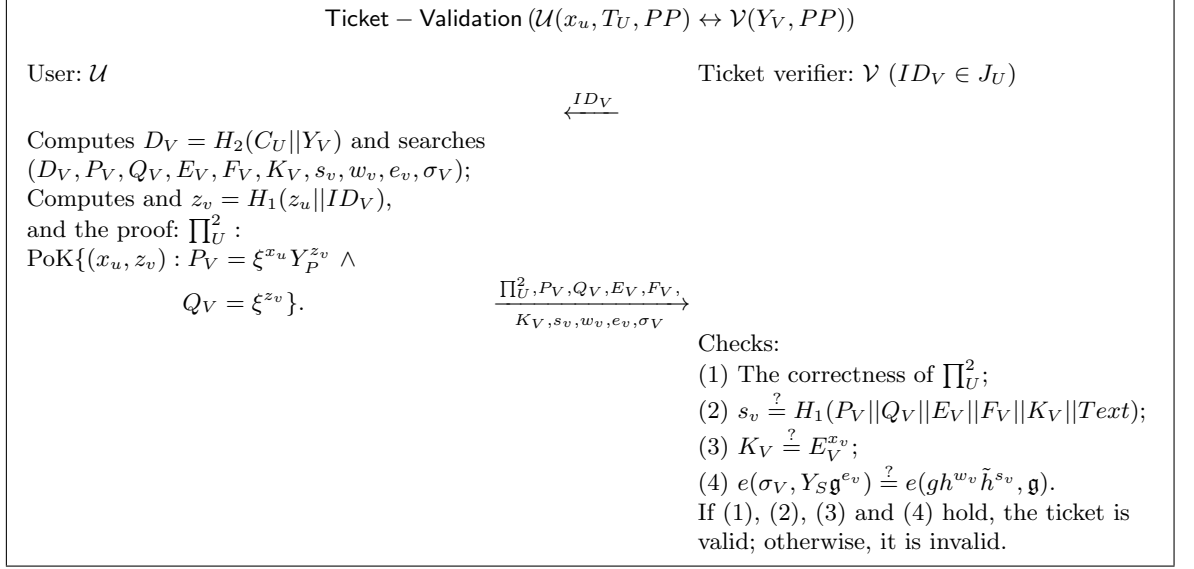 Ticket − Validation (𝒰(x_u, T_U, PP) ↔ 𝒱(Y_V, PP))
User: 𝒰
Ticket verifier: 𝒱 (ID_V ∈ J_U)
ID_V
⟵
Computes D_V = H_2(C_U||Y_V) and searches
(D_V, P_V, Q_V, E_V, F_V, K_V, s_v, w_v, e_v, σ_V);
Computes and z_v = H_1(z_u||ID_V),
and the proof: ∏_U^2 :
PoK{(x_u, z_v) : P_V = ξ^{x_u} Y_P^{z_v} ∧
Q_V = ξ^{z_v}}.
∏_U^2, P_V, Q_V, E_V, F_V,
⟶
K_V, s_v, w_v, e_v, σ_V
Checks:
(1) The correctness of ∏_U^2;
(2) s_v ≟ H_1(P_V||Q_V||E_V||F_V||K_V||Text);
(3) K_V ≟ E_V^{x_v};
(4) e(σ_V, Y_S 𝔤^{e_v}) ≟ e(gh^{w_v} h̃^{s_v}, 𝔤).
If (1), (2), (3) and (4) hold, the ticket is
valid; otherwise, it is invalid.